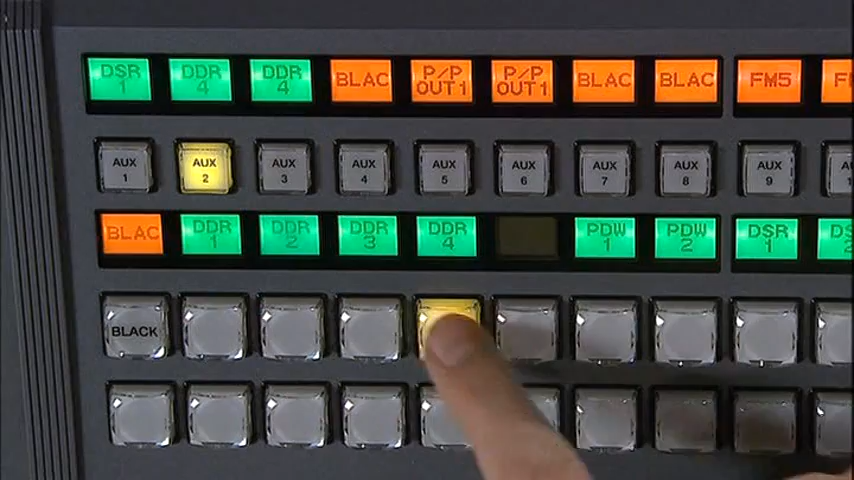 DSR 1
DDR 4
DDR 4
BLAC
P/P OUT1
P/P OUT1
BLAC
BLAC
FM5
AUX 1
AUX 2
AUX 3
AUX 4
AUX 5
AUX 6
AUX 7
AUX 8
AUX 9
BLAC
DDR 1
DDR 2
DDR 3
DDR 4
PDW 1
PDW 2
DSR 1
BLACK